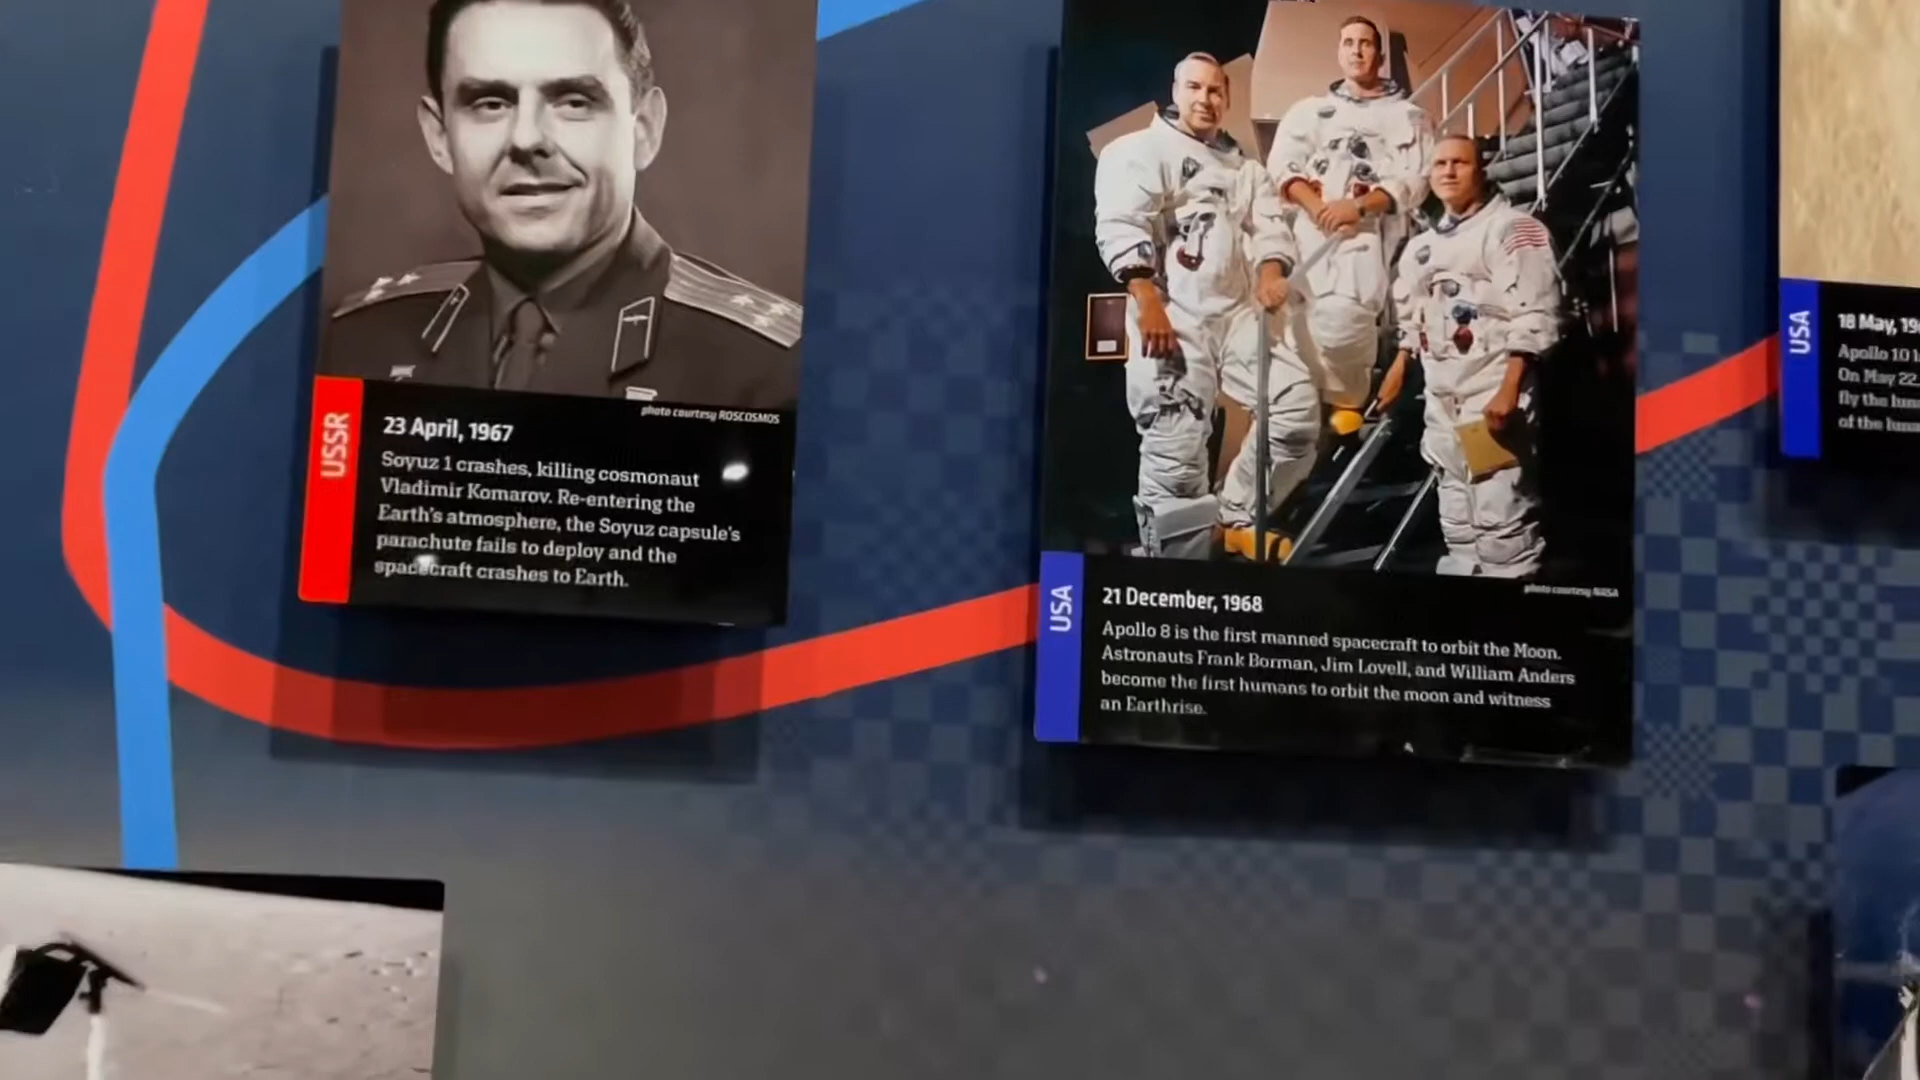 photo courtesy ROSCOSMOS
USSR
23 April, 1967
Soyuz 1 crashes, killing cosmonaut
Vladimir Komarov. Re-entering the
Earth's atmosphere, the Soyuz capsule's
parachute fails to deploy and the
spacecraft crashes to Earth.
photo courtesy NASA
USA
21 December, 1968
Apollo 8 is the first manned spacecraft to orbit the Moon.
Astronauts Frank Borman, Jim Lovell, and William Anders
become the first humans to orbit the moon and witness
an Earthrise.
USA
18 May,
Apollo 10
On May 22
fly the
of the